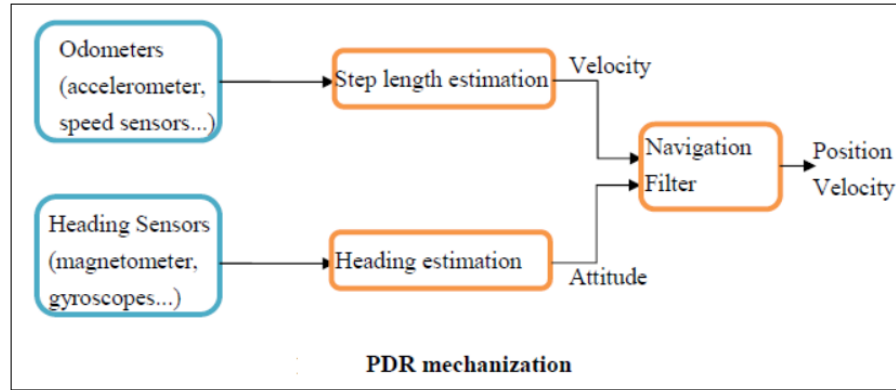 Odometers
(accelerometer,
speed sensors...)
Step length estimation
Velocity
Navigation
Filter
Position
Velocity
Heading Sensors
(magnetometer,
gyroscopes...)
Heading estimation
Attitude
PDR mechanization